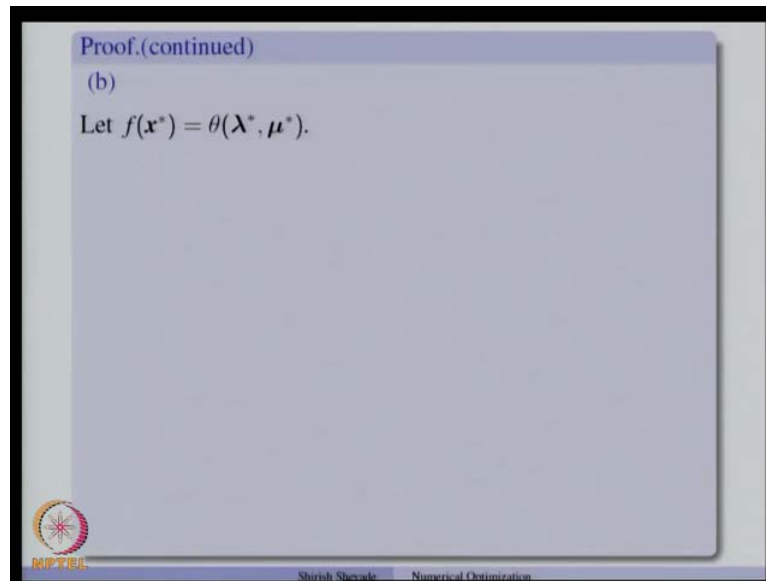 Proof.(continued)
(b)
Let f(x*) = θ(λ*, μ*).
NPTEL
Shirish Shevade Numerical Optimization